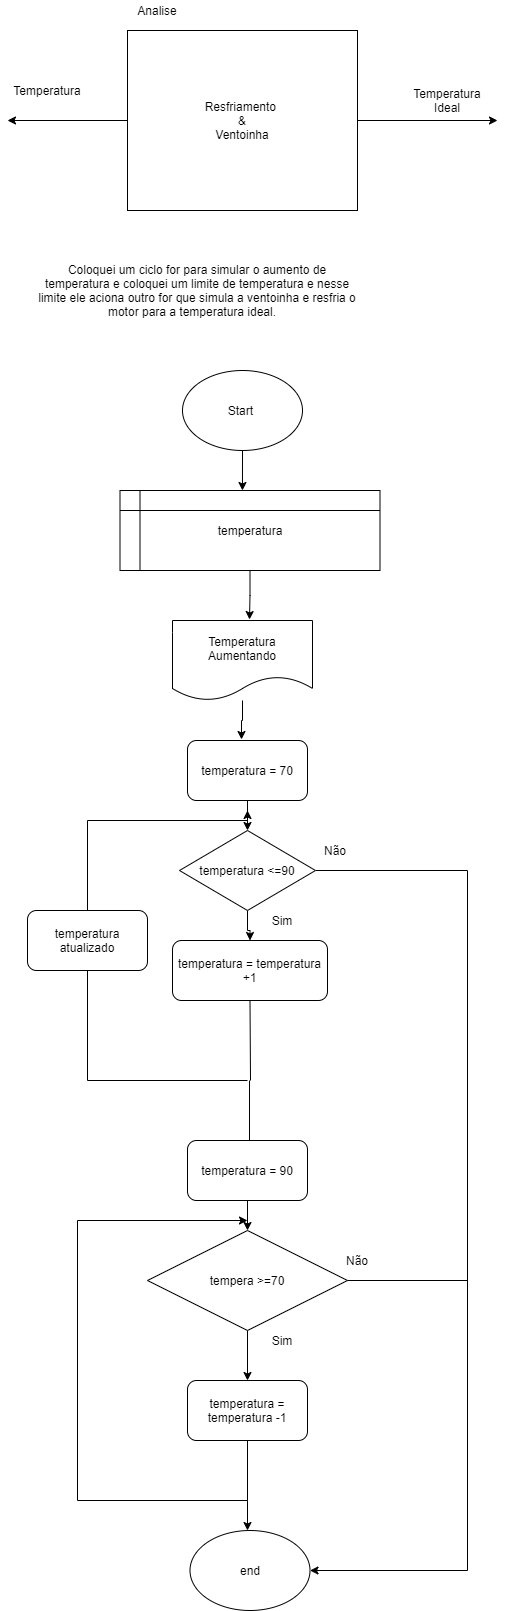 Analise
Temperatura
Temperatura
Ideal
Resfriamento
&
Ventoinha
Coloquei um ciclo for para simular o aumento de
temperatura e coloquei um limite de temperatura e nesse
limite ele aciona outro for que simula a ventoinha e resfria o
motor para a temperatura ideal.
Start
temperatura
Temperatura
Aumentando
temperatura = 70
temperatura <=90
Não
Sim
temperatura
atualizado
temperatura = temperatura
+1
temperatura = 90
tempera >=70
Não
Sim
temperatura =
temperatura -1
end